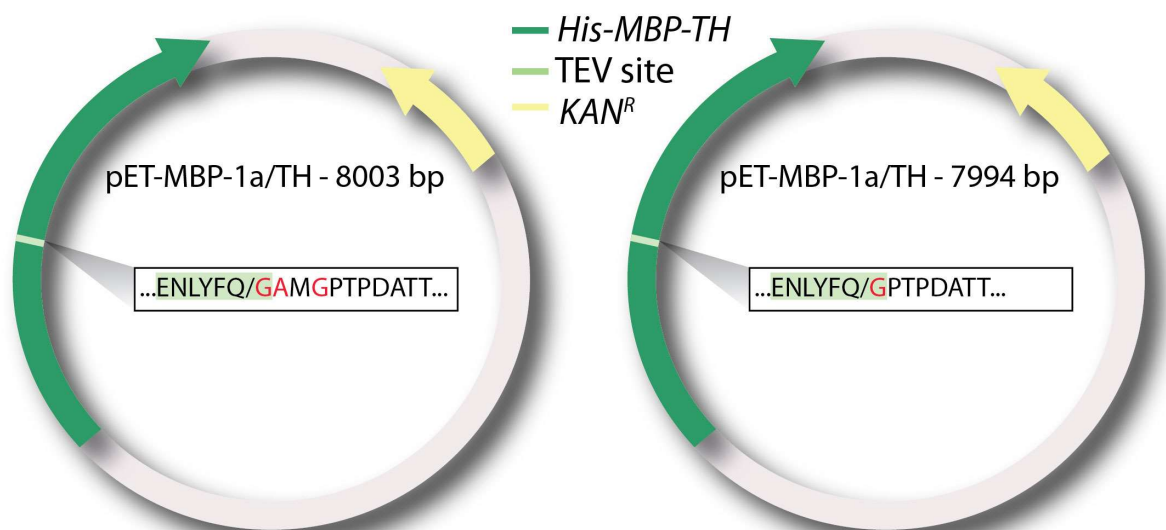 His-MBP-TH
TEV site
KANᴿ
pET-MBP-1a/TH - 8003 bp
...ENLYFQ/GAMGPTPDATT...
pET-MBP-1a/TH - 7994 bp
...ENLYFQ/GPTPDATT...